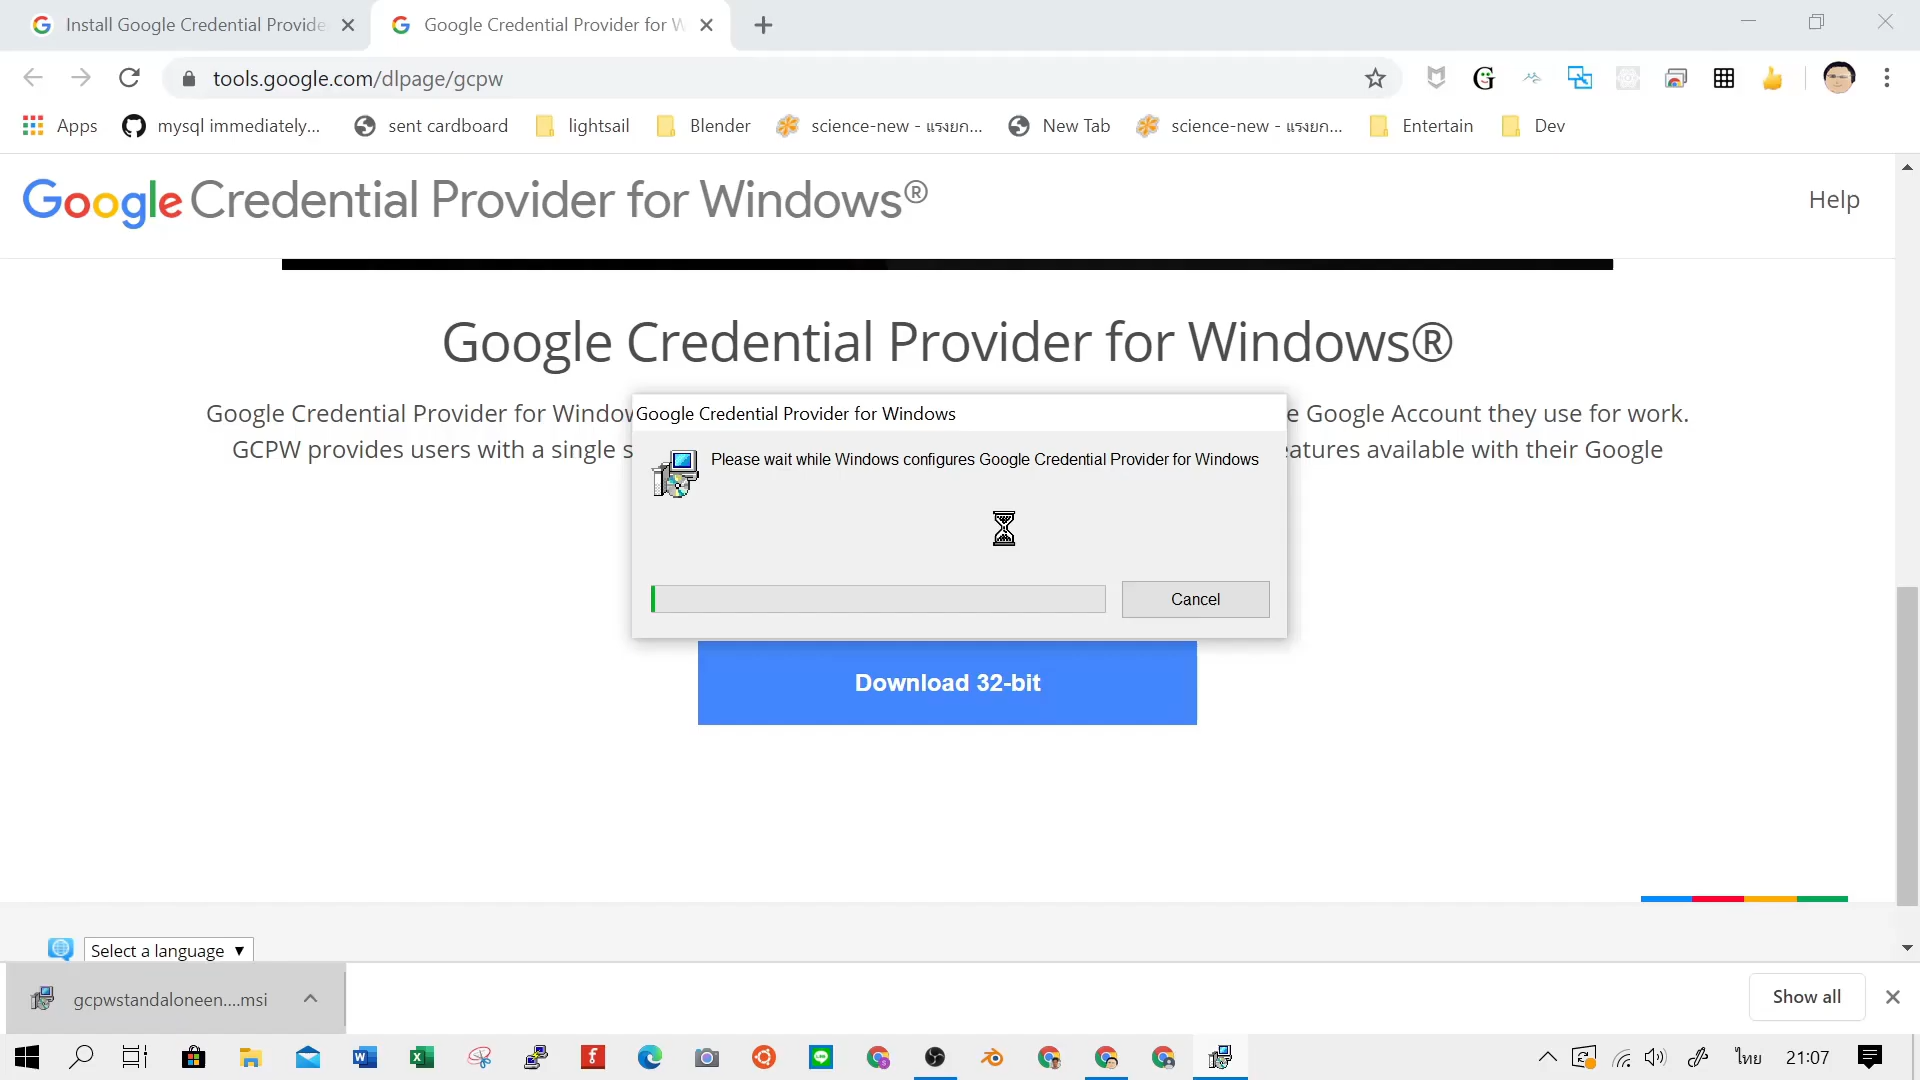 Install Google Credential Provide
Google Credential Provider for W
tools.google.com/dlpage/gcpw
Apps
mysql immediately...
sent cardboard
lightsail
Blender
science-new - แรงยก...
New Tab
science-new - แรงยก...
Entertain
Dev
Google Credential Provider for Windows®
Help
Google Credential Provider for Windows®
Google Credential Provider for Window
e Google Account they use for work.
GCPW provides users with a single s
eatures available with their Google
Google Credential Provider for Windows
Please wait while Windows configures Google Credential Provider for Windows
Cancel
Download 32-bit
Select a language ▼
gcpwstandaloneen....msi
Show all
ไทย
21:07